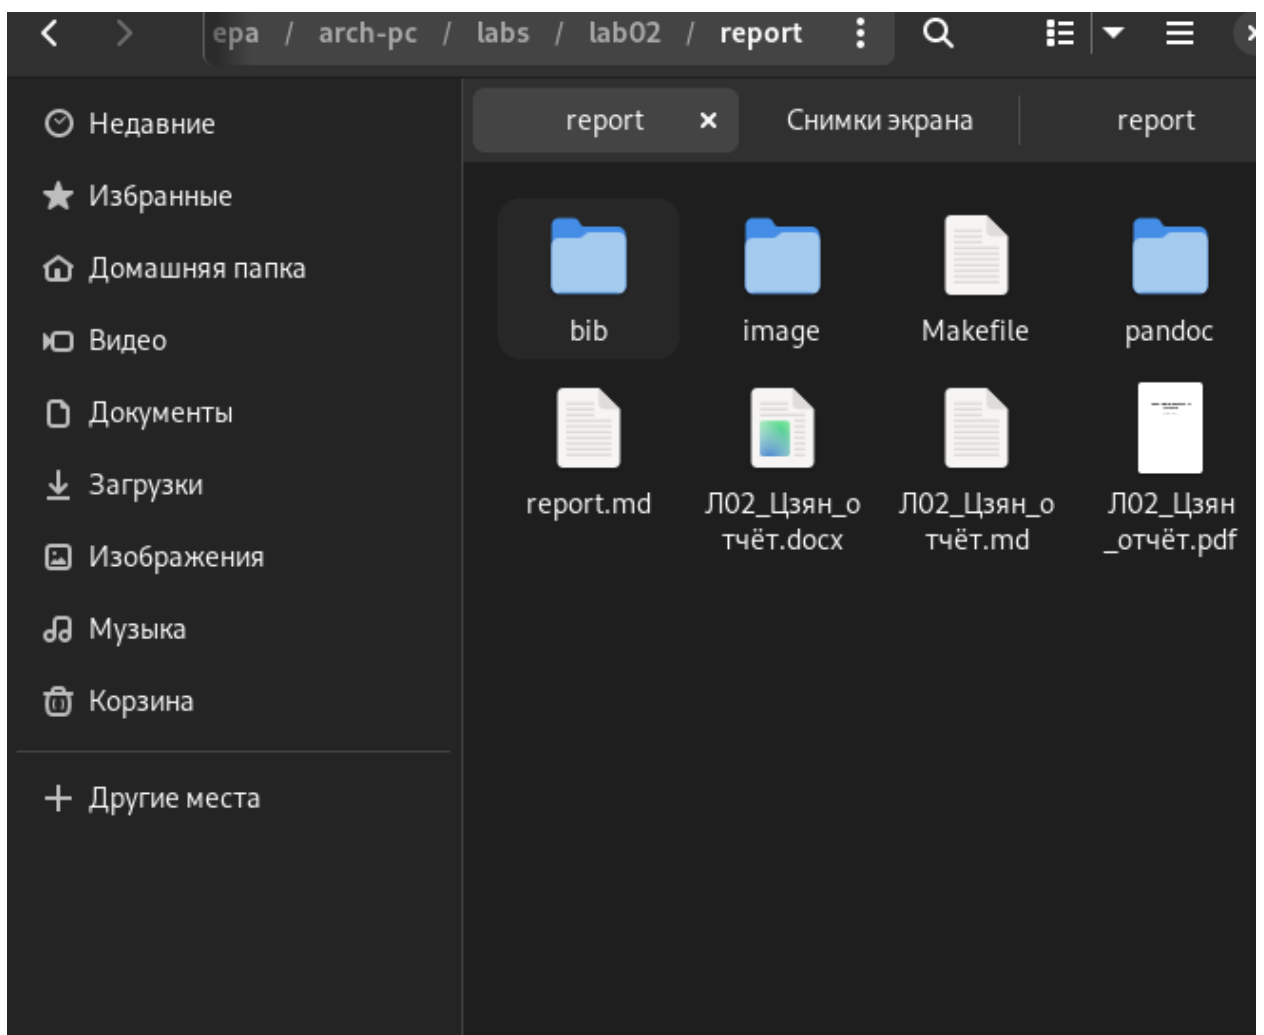 ера / arch-pc / labs / lab02 / report
Недавние
Избранные
Домашняя папка
Видео
Документы
Загрузки
Изображения
Музыка
Корзина
Другие места
report
Снимки экрана
report
bib
image
Makefile
pandoc
report.md
Л02_Цзян_о
тчёт.docx
Л02_Цзян_о
тчёт.md
Л02_Цзян
_отчёт.pdf